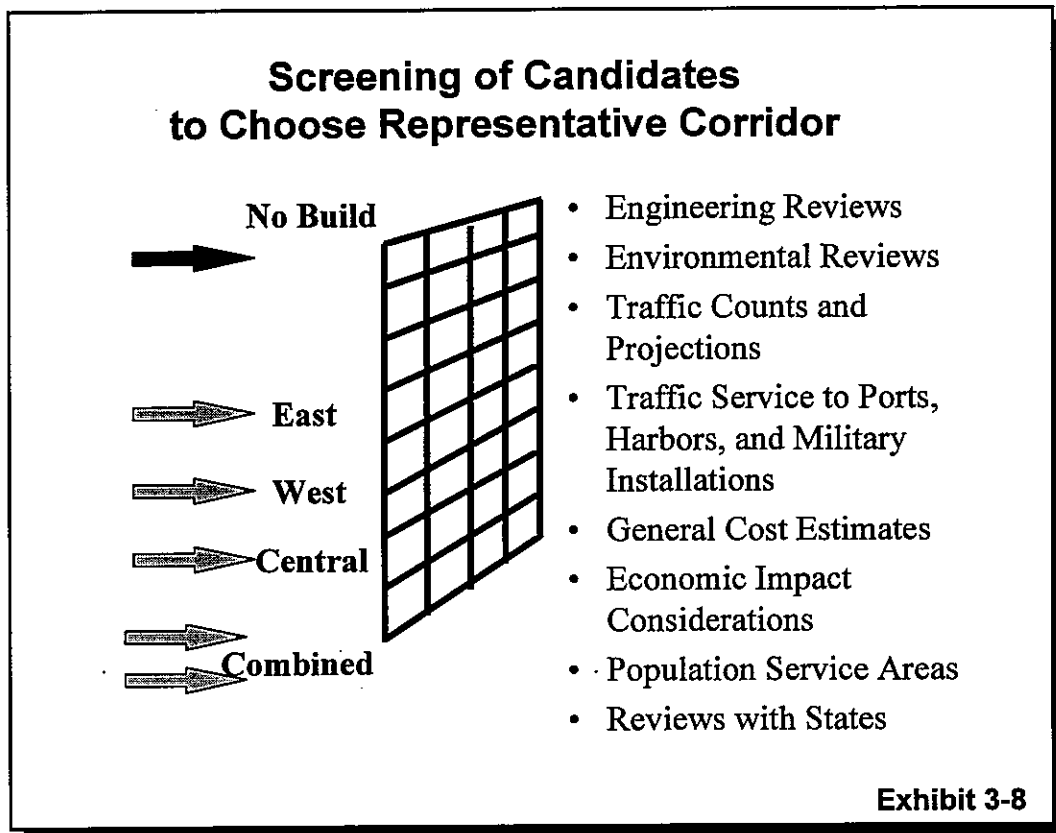 Screening of Candidates
to Choose Representative Corridor
No Build
East
West
Central
Combined
• Engineering Reviews
• Environmental Reviews
• Traffic Counts and
Projections
• Traffic Service to Ports,
Harbors, and Military
Installations
• General Cost Estimates
• Economic Impact
Considerations
• Population Service Areas
• Reviews with States
Exhibit 3-8